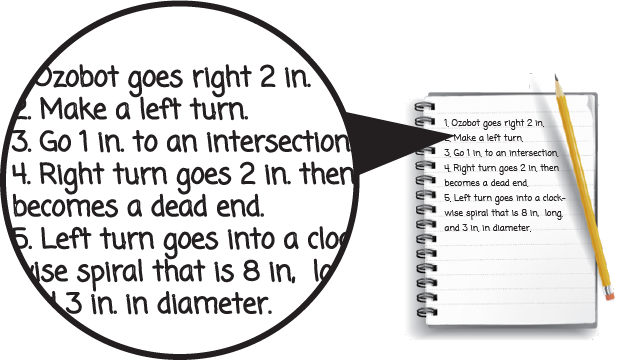 Ozobot goes right 2 in.
2. Make a left turn.
3. Go 1 in. to an intersection
4. Right turn goes 2 in. then
becomes a dead end.
5. Left turn goes into a cloc
wise spiral that is 8 in, lo
3 in. in diameter.
1. Ozobot goes right 2 in.
2. Make a left turn.
3. Go 1 in. to an intersection.
4. Right turn goes 2 in. then
becomes a dead end.
5. Left turn goes into a clock-
wise spiral that is 8 in, long,
and 3 in. in diameter.